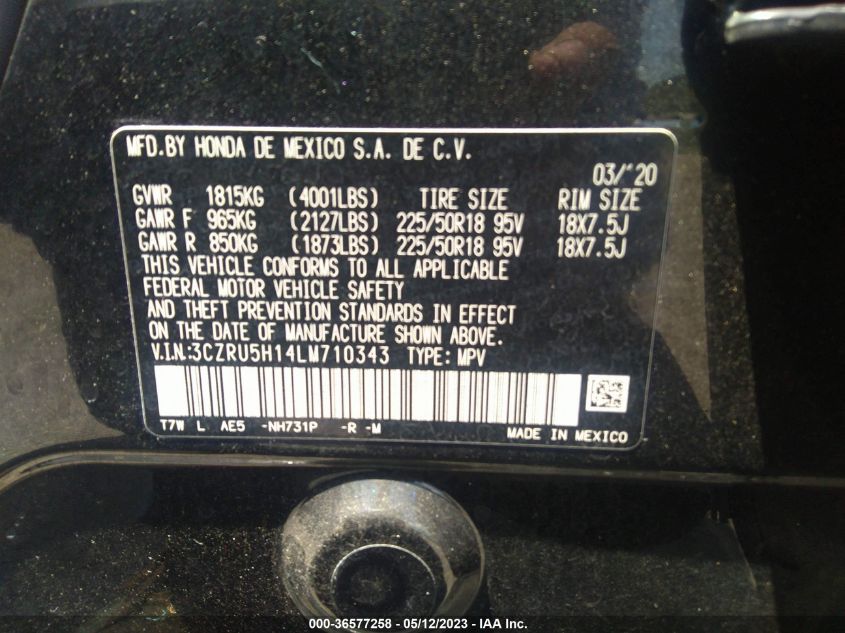 MFD.BY HONDA DE MEXICO S.A. DE C.V.
03/'20
GVWR 1815KG (4001LBS) TIRE SIZE RIM SIZE
GAWR F 965KG (2127LBS) 225/50R18 95V 18X7.5J
GAWR R 850KG (1873LBS) 225/50R18 95V 18X7.5J
THIS VEHICLE CONFORMS TO ALL APPLICABLE
FEDERAL MOTOR VEHICLE SAFETY
AND THEFT PREVENTION STANDARDS IN EFFECT
ON THE DATE OF MANUFACTURE SHOWN ABOVE.
V.I.N:3CZRU5H14LM710343 TYPE: MPV
T7W L AE5 -NH731P -R -M
MADE IN MEXICO
000-36577258 - 05/12/2023 - IAA Inc.